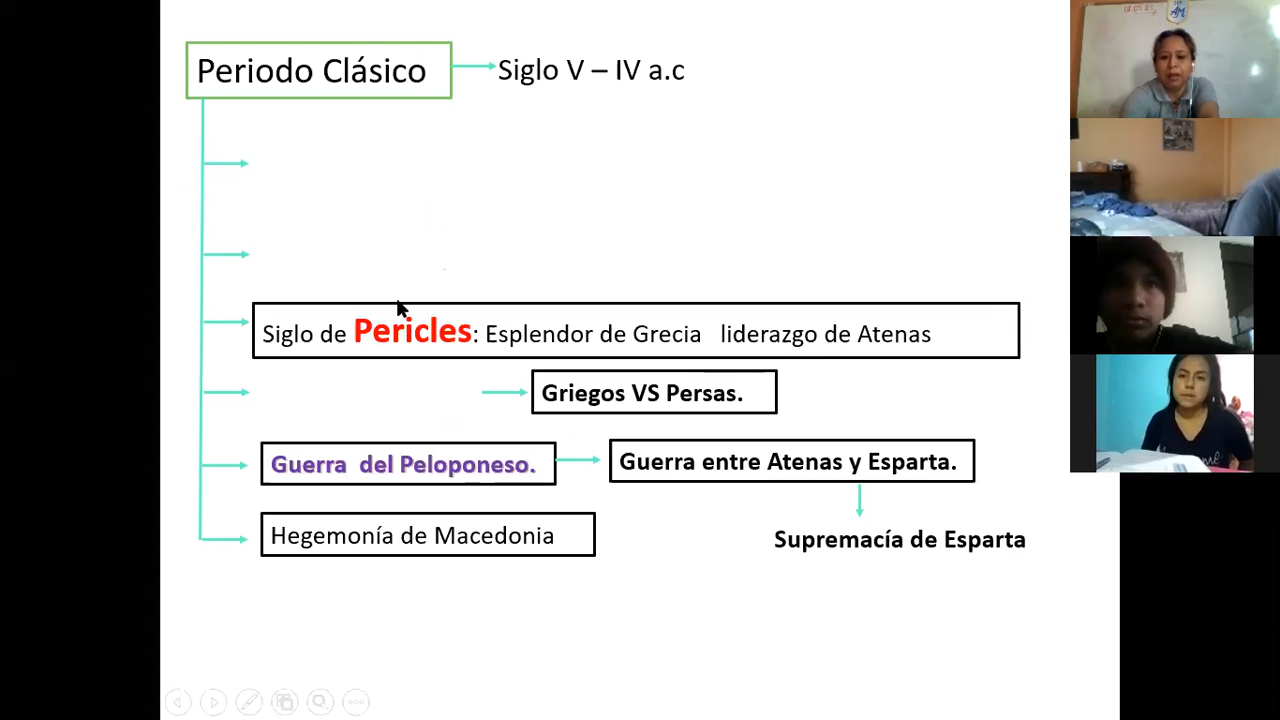 Periodo Clásico
Siglo V – IV a.c
Siglo de Pericles: Esplendor de Grecia liderazgo de Atenas
Griegos VS Persas.
Guerra del Peloponeso.
Guerra entre Atenas y Esparta.
Hegemonía de Macedonia
Supremacía de Esparta